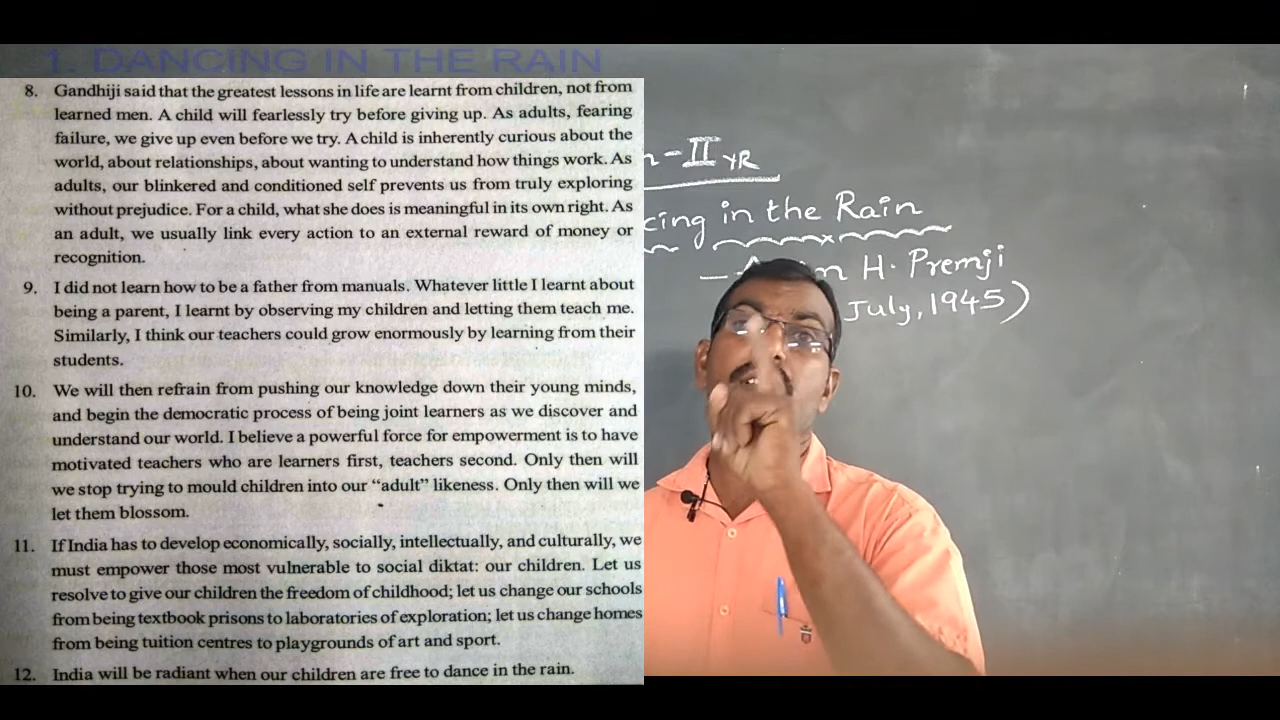 1. DANCING IN THE RAIN
8. Gandhiji said that the greatest lessons in life are learnt from children, not from
learned men. A child will fearlessly try before giving up. As adults, fearing
failure, we give up even before we try. A child is inherently curious about the
world, about relationships, about wanting to understand how things work. As
adults, our blinkered and conditioned self prevents us from truly exploring
without prejudice. For a child, what she does is meaningful in its own right. As
an adult, we usually link every action to an external reward of money or
recognition.
9. I did not learn how to be a father from manuals. Whatever little I learnt about
being a parent, I learnt by observing my children and letting them teach me.
Similarly, I think our teachers could grow enormously by learning from their
students.
10. We will then refrain from pushing our knowledge down their young minds,
and begin the democratic process of being joint learners as we discover and
understand our world. I believe a powerful force for empowerment is to have
motivated teachers who are learners first, teachers second. Only then will
we stop trying to mould children into our “adult” likeness. Only then will we
let them blossom.
11. If India has to develop economically, socially, intellectually, and culturally, we
must empower those most vulnerable to social diktat: our children. Let us
resolve to give our children the freedom of childhood; let us change our schools
from being textbook prisons to laboratories of exploration; let us change homes
from being tuition centres to playgrounds of art and sport.
12. India will be radiant when our children are free to dance in the rain.
-II YR
cing in the Rain
H. Premji
July, 1945)